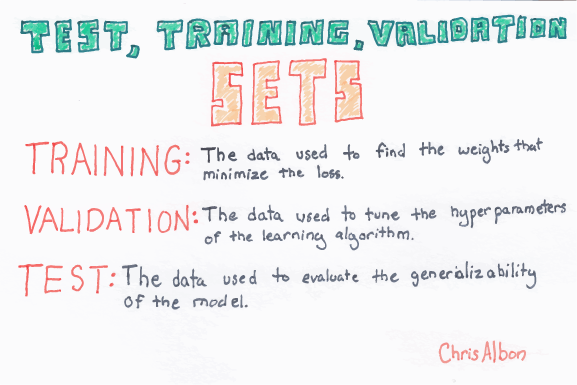 TEST, TRAINING, VALIDATION
SETS
TRAINING: The data used to find the weights that
minimize the loss.
VALIDATION: The data used to tune the hyperparameters
of the learning algorithm.
TEST: The data used to evaluate the generializability
of the model.
Chris Albon